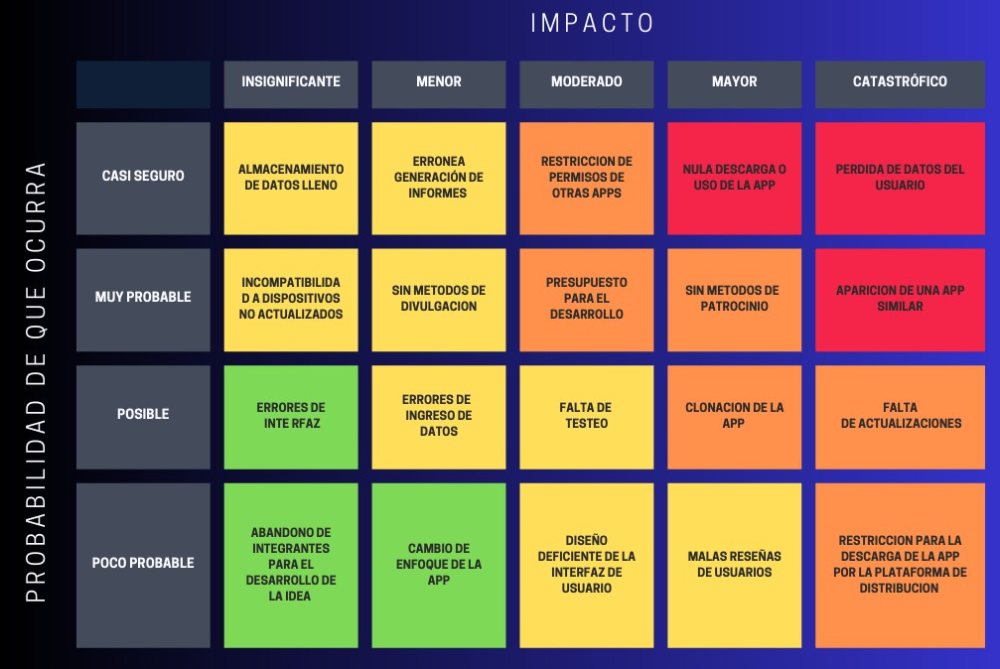 IMPACTO
INSIGNIFICANTE
MENOR
MODERADO
MAYOR
CATASTRÓFICO
PROBABILIDAD DE QUE OCURRA
CASI SEGURO
ALMACENAMIENTO
DE DATOS LLENO
ERRONEA
GENERACIÓN DE
INFORMES
RESTRICCION DE
PERMISOS DE
OTRAS APPS
NULA DESCARGA O
USO DE LA APP
PERDIDA DE DATOS DEL
USUARIO
MUY PROBABLE
INCOMPATIBILIDA
D A DISPOSITIVOS
NO ACTUALIZADOS
SIN METODOS DE
DIVULGACION
PRESUPUESTO
PARA EL
DESARROLLO
SIN METODOS DE
PATROCINIO
APARICION DE UNA APP
SIMILAR
POSIBLE
ERRORES DE
INTE RFAZ
ERRORES DE
INGRESO DE
DATOS
FALTA DE
TESTEO
CLONACION DE LA
APP
FALTA
DE ACTUALIZACIONES
POCO PROBABLE
ABANDONO DE
INTEGRANTES
PARA EL
DESARROLLO DE
LA IDEA
CAMBIO DE
ENFOQUE DE LA
APP
DISEÑO
DEFICIENTE DE LA
INTERFAZ DE
USUARIO
MALAS RESEÑAS
DE USUARIOS
RESTRICCION PARA LA
DESCARGA DE LA APP
POR LA PLATAFORMA DE
DISTRIBUCION